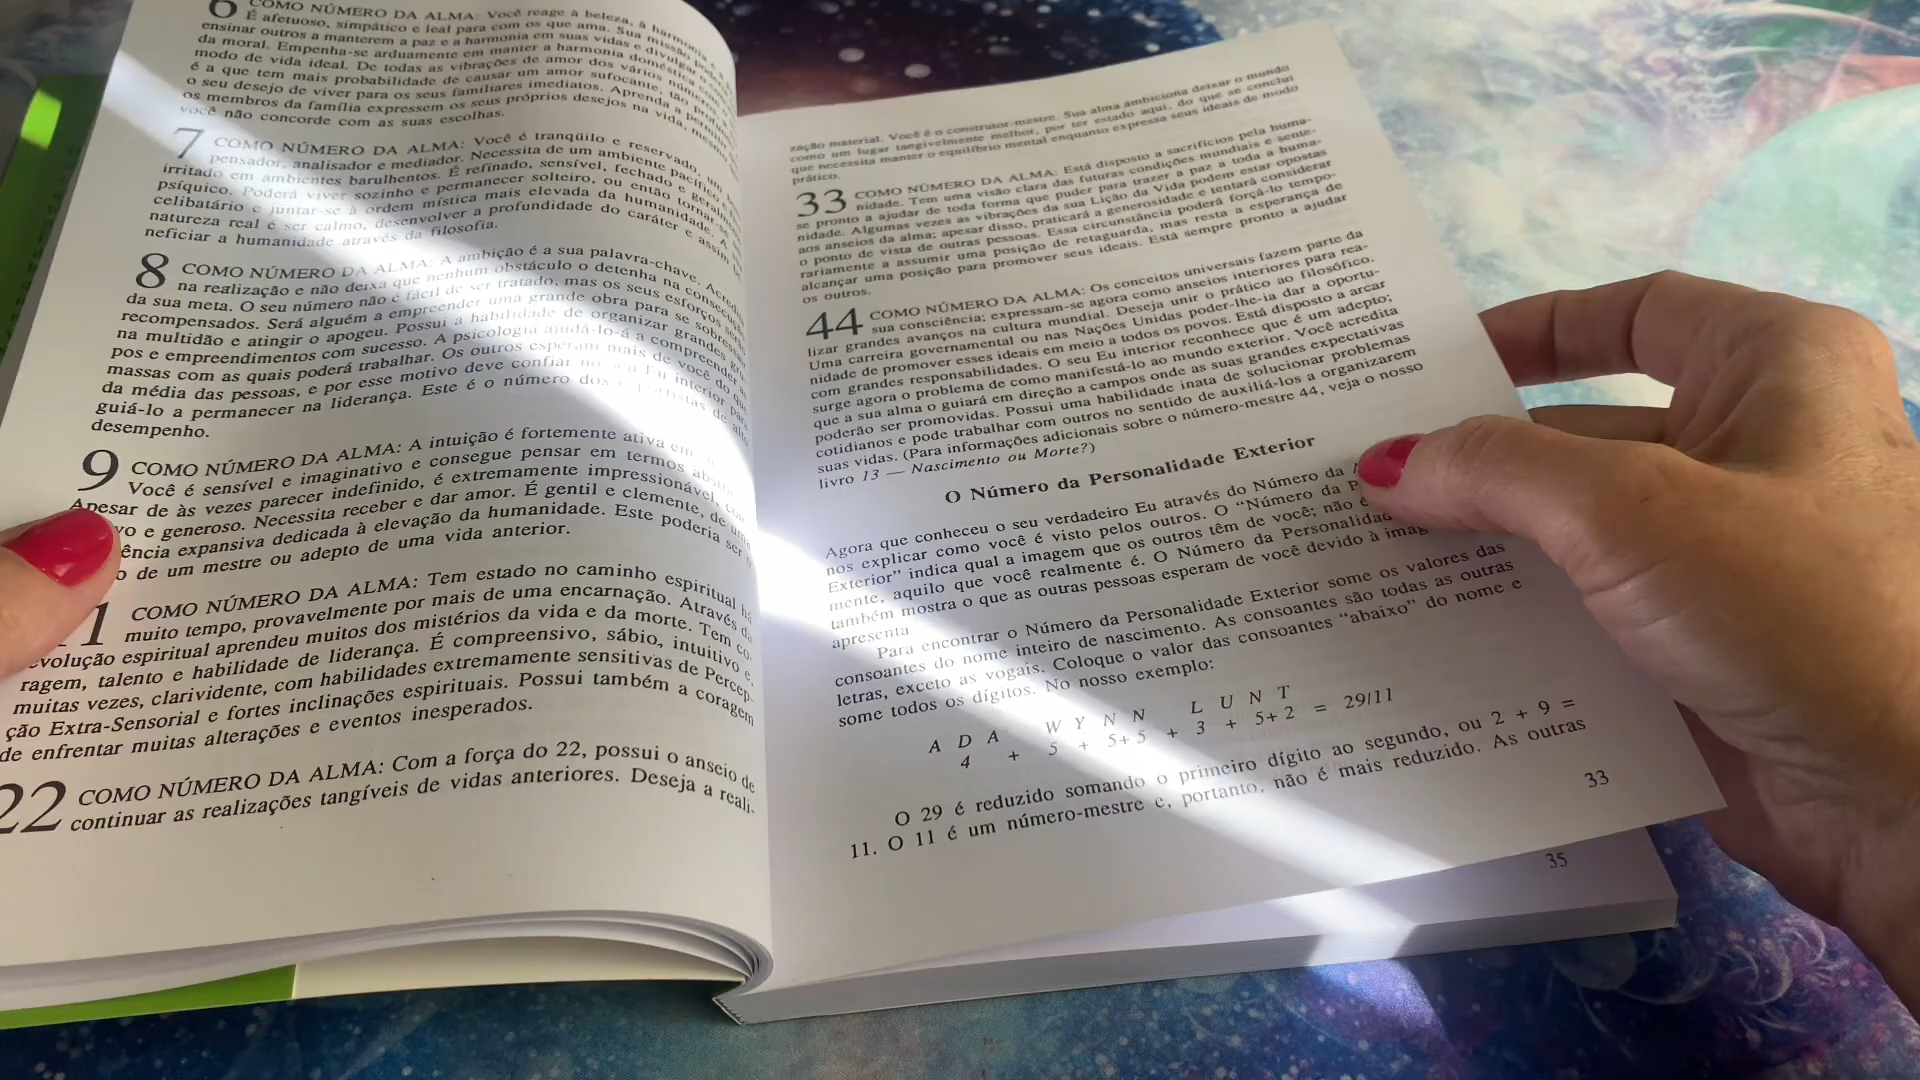 6 COMO NÚMERO DA ALMA: Você reage à beleza, à harmonia
É afetuoso, simpático e leal para com os que ama. Sua missão
ensinar outros a manterem a paz e a harmonia em suas vidas e divulgar o
da moral. Empenha-se arduamente em manter a harmonia doméstica
modo de vida ideal. De todas as vibrações de amor dos vários números,
é a que tem mais probabilidade de causar um amor sufocante, tão
o seu desejo de viver para os seus familiares imediatos. Aprenda a permitir
os membros da família expressem os seus próprios desejos na vida, mesmo
você não concorde com as suas escolhas.
7 COMO NÚMERO DA ALMA: Você é tranqüilo e reservado, um
pensador, analisador e mediador. Necessita de um ambiente pacífico,
irritado em ambientes barulhentos. É refinado, sensível, fechado e geralmente
psíquico. Poderá viver sozinho e permanecer solteiro, ou então tornar-se
celibatário e juntar-se à ordem mística mais elevada da humanidade. A
natureza real e ser calmo, desenvolver a profundidade do caráter e assim
neficiar a humanidade através da filosofia.
8 COMO NÚMERO DA ALMA: A ambição é a sua palavra-chave. Acredita
na realização e não deixa que nenhum obstáculo o detenha na consecução
da sua meta. O seu número não é fácil de ser tratado, mas os seus esforços serão
recompensados. Será alguém a empreender uma grande obra para se sobressair
na multidão e atingir o apogeu. Possui a habilidade de organizar grandes gru-
pos e empreendimentos com sucesso. A psicologia ajudá-lo-á a compreender as
massas com as quais poderá trabalhar. Os outros esperam mais de você do que
da média das pessoas, e por esse motivo deve confiar no seu Eu interior para
guiá-lo a permanecer na liderança. Este é o número dos esportistas de alto
desempenho.
9 COMO NÚMERO DA ALMA: A intuição é fortemente ativa em
Você é sensível e imaginativo e consegue pensar em termos
Apesar de às vezes parecer indefinido, é extremamente impressionável,
vo e generoso. Necessita receber e dar amor. É gentil e clemente, de uma
ência expansiva dedicada à elevação da humanidade. Este poderia ser o
o de um mestre ou adepto de uma vida anterior.
11 COMO NÚMERO DA ALMA: Tem estado no caminho espiritual há
muito tempo, provavelmente por mais de uma encarnação. Através da
evolução espiritual aprendeu muitos dos mistérios da vida e da morte. Tem co-
ragem, talento e habilidade de liderança. É compreensivo, sábio, intuitivo e,
muitas vezes, clarividente, com habilidades extremamente sensitivas de Percep-
ção Extra-Sensorial e fortes inclinações espirituais. Possui também a coragem
de enfrentar muitas alterações e eventos inesperados.
22 COMO NÚMERO DA ALMA: Com a força do 22, possui o anseio de
continuar as realizações tangíveis de vidas anteriores. Deseja a reali-
zação material. Você é o construtor-mestre. Sua alma ambiciona deixar o mundo
como um lugar tangivelmente melhor, por ter estado aqui, do que se conclui
que necessita manter o equilíbrio mental enquanto expressa seus ideais de modo
prático.
33 COMO NÚMERO DA ALMA: Está disposto a sacrifícios pela huma-
nidade. Tem uma visão clara das futuras condições mundiais e sente-
se pronto a ajudar de toda forma que puder para trazer a paz a toda a huma-
nidade. Algumas vezes as vibrações da sua Lição da Vida podem estar opostas
aos anseios da alma; apesar disso, praticará a generosidade e tentará considerar
o ponto de vista de outras pessoas. Essa circunstância poderá forçá-lo tempo-
rariamente a assumir uma posição de retaguarda, mas resta a esperança de
alcançar uma posição para promover seus ideais. Está sempre pronto a ajudar
os outros.
44 COMO NÚMERO DA ALMA: Os conceitos universais fazem parte da
sua consciência; expressam-se agora como anseios interiores para rea-
lizar grandes avanços na cultura mundial. Deseja unir o prático ao filosófico.
Uma carreira governamental ou nas Nações Unidas poder-lhe-ia dar a oportu-
nidade de promover esses ideais em meio a todos os povos. Está disposto a arcar
com grandes responsabilidades. O seu Eu interior reconhece que é um adepto;
surge agora o problema de como manifestá-lo ao mundo exterior. Você acredita
que a sua alma o guiará em direção a campos onde as suas grandes expectativas
poderão ser promovidas. Possui uma habilidade inata de solucionar problemas
cotidianos e pode trabalhar com outros no sentido de auxiliá-los a organizarem
suas vidas. (Para informações adicionais sobre o número-mestre 44, veja o nosso
livro 13 — Nascimento ou Morte?)
O Número da Personalidade Exterior
Agora que conheceu o seu verdadeiro Eu através do Número da
nos explicar como você é visto pelos outros. O “Número da P
Exterior” indica qual a imagem que os outros têm de você; não é
mente, aquilo que você realmente é. O Número da Personalidad
também mostra o que as outras pessoas esperam de você devido à imag
apresenta.
Para encontrar o Número da Personalidade Exterior some os valores das
consoantes do nome inteiro de nascimento. As consoantes são todas as outras
letras, exceto as vogais. Coloque o valor das consoantes “abaixo” do nome e
some todos os dígitos. No nosso exemplo:
A D A W Y N N L U N T
4 + 5 + 5+5 + 3 + 5+2 = 29/11
O 29 é reduzido somando o primeiro dígito ao segundo, ou 2 + 9 =
11. O 11 é um número-mestre e, portanto, não é mais reduzido. As outras
33
35